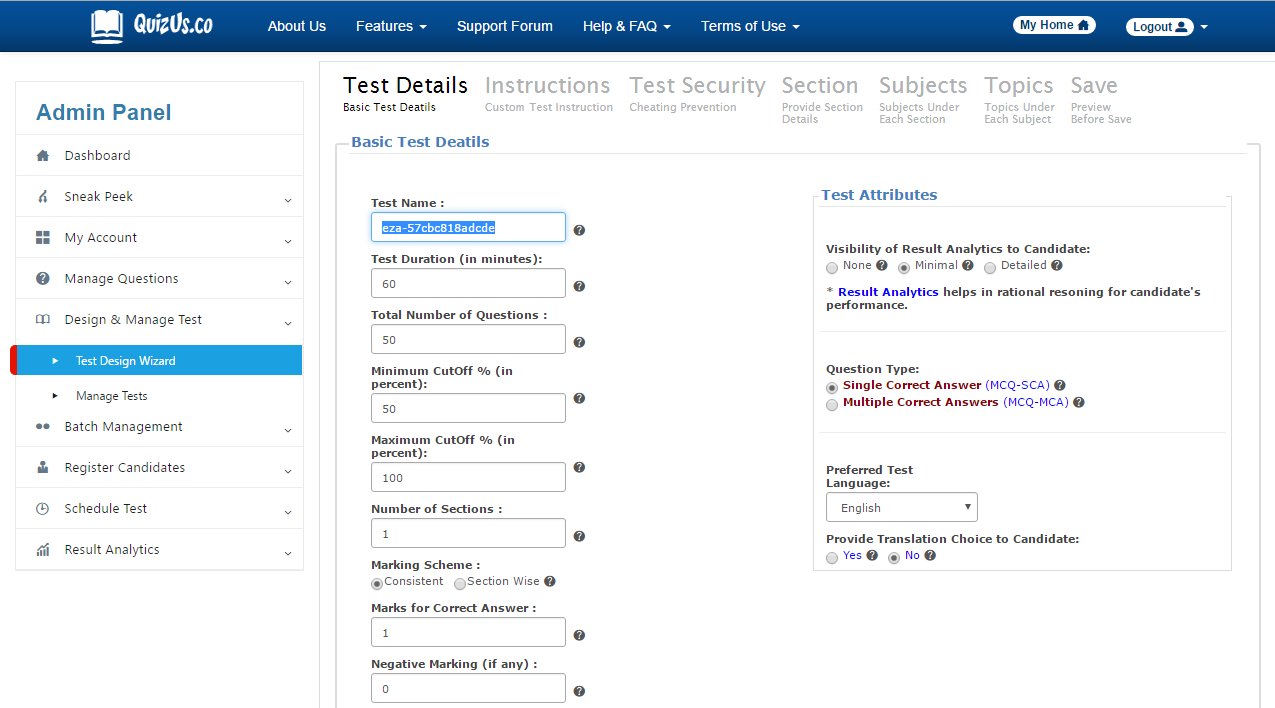 QuizUs.co
About Us
Features
Support Forum
Help & FAQ
Terms of Use
My Home
Logout
Admin Panel
Dashboard
Sneak Peek
My Account
Manage Questions
Design & Manage Test
Test Design Wizard
Manage Tests
Batch Management
Register Candidates
Schedule Test
Result Analytics
Test Details
Basic Test Deatils
Instructions
Custom Test Instruction
Test Security
Cheating Prevention
Section
Provide Section
Details
Subjects
Subjects Under
Each Section
Topics
Topics Under
Each Subject
Save
Preview
Before Save
Basic Test Deatils
Test Name :
eza-57cbc818adcde
Test Duration (in minutes):
60
Total Number of Questions :
50
Minimum CutOff % (in
percent):
50
Maximum CutOff % (in
percent):
100
Number of Sections :
1
Marking Scheme :
Consistent Section Wise
Marks for Correct Answer :
1
Negative Marking (if any) :
0
Test Attributes
Visibility of Result Analytics to Candidate:
None Minimal Detailed
* Result Analytics helps in rational resoning for candidate's
performance.
Question Type:
Single Correct Answer (MCQ-SCA)
Multiple Correct Answers (MCQ-MCA)
Preferred Test
Language:
English
Provide Translation Choice to Candidate:
Yes No